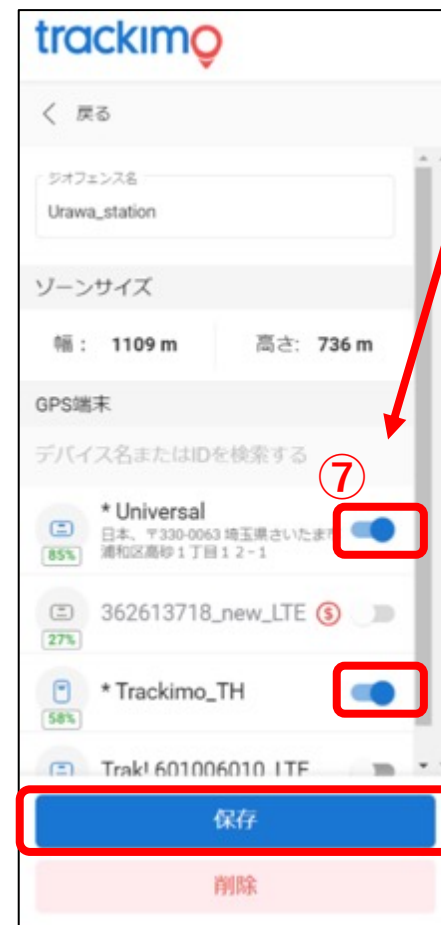 trackimo
戻る
ジオフェンス名
Urawa_station
ゾーンサイズ
幅： 1109 m 高さ: 736 m
GPS端末
デバイス名またはIDを検索する
⑦
* Universal
日本、〒330-0063 埼玉県さいたま市
浦和区高砂１丁目１２−１
85%
362613718_new_LTE
27%
* Trackimo_TH
58%
Trak! 601006010 LTE
保存
削除